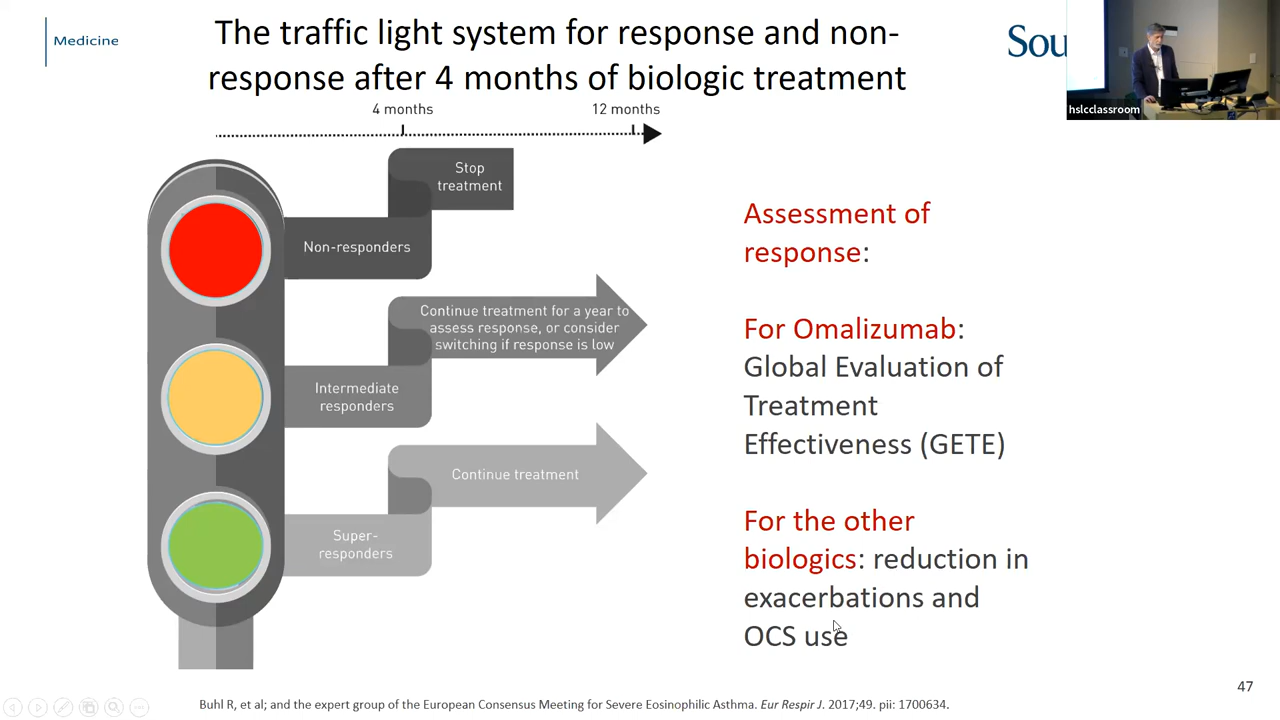 Medicine
The traffic light system for response and non-
response after 4 months of biologic treatment
Sou
hslcclassroom
4 months
12 months
Stop
treatment
Non-responders
Continue treatment for a year to
assess response, or consider
switching if response is low
Intermediate
responders
Continue treatment
Super-
responders
Assessment of
response:
For Omalizumab:
Global Evaluation of
Treatment
Effectiveness (GETE)
For the other
biologics: reduction in
exacerbations and
OCS use
47
Buhl R, et al; and the expert group of the European Consensus Meeting for Severe Eosinophilic Asthma. Eur Respir J. 2017;49. pii: 1700634.